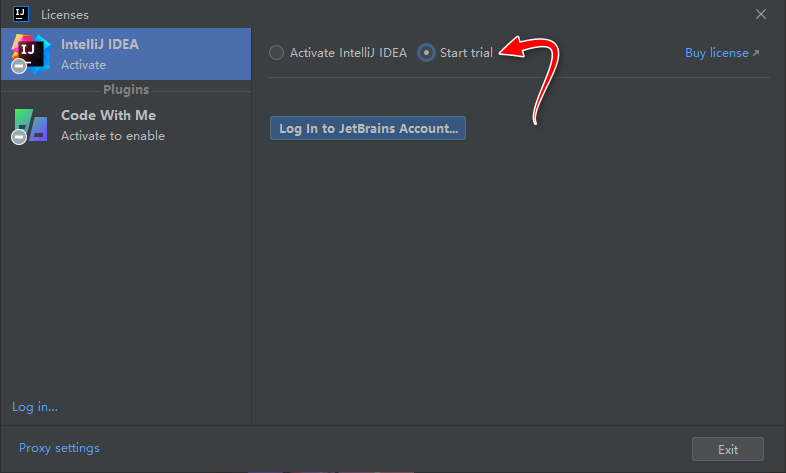 Licenses
IntelliJ IDEA
Activate
Plugins
Code With Me
Activate to enable
Log in...
Activate IntelliJ IDEA Start trial Buy license ↗
Log In to JetBrains Account...
Proxy settings
Exit
IJ
IJ